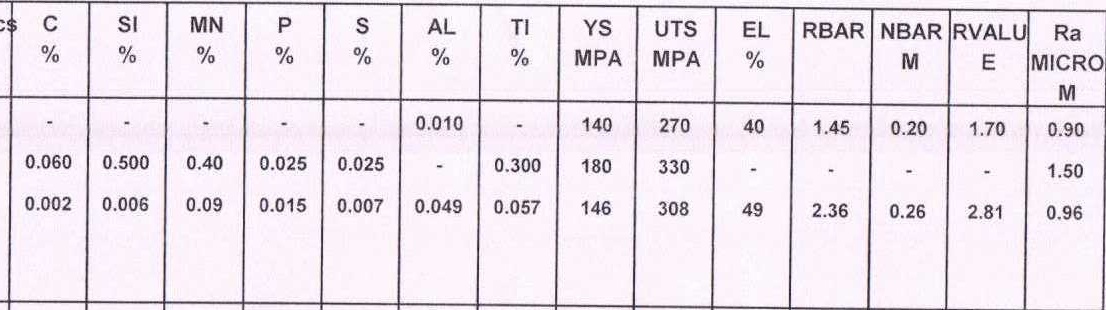 cs C SI MN P S AL TI YS UTS EL RBAR NBAR RVALU Ra
% % % % % % % MPA MPA % M E MICRO
M
- - - - - 0.010 - 140 270 40 1.45 0.20 1.70 0.90
0.060 0.500 0.40 0.025 0.025 - 0.300 180 330 - - - - 1.50
0.002 0.006 0.09 0.015 0.007 0.049 0.057 146 308 49 2.36 0.26 2.81 0.96